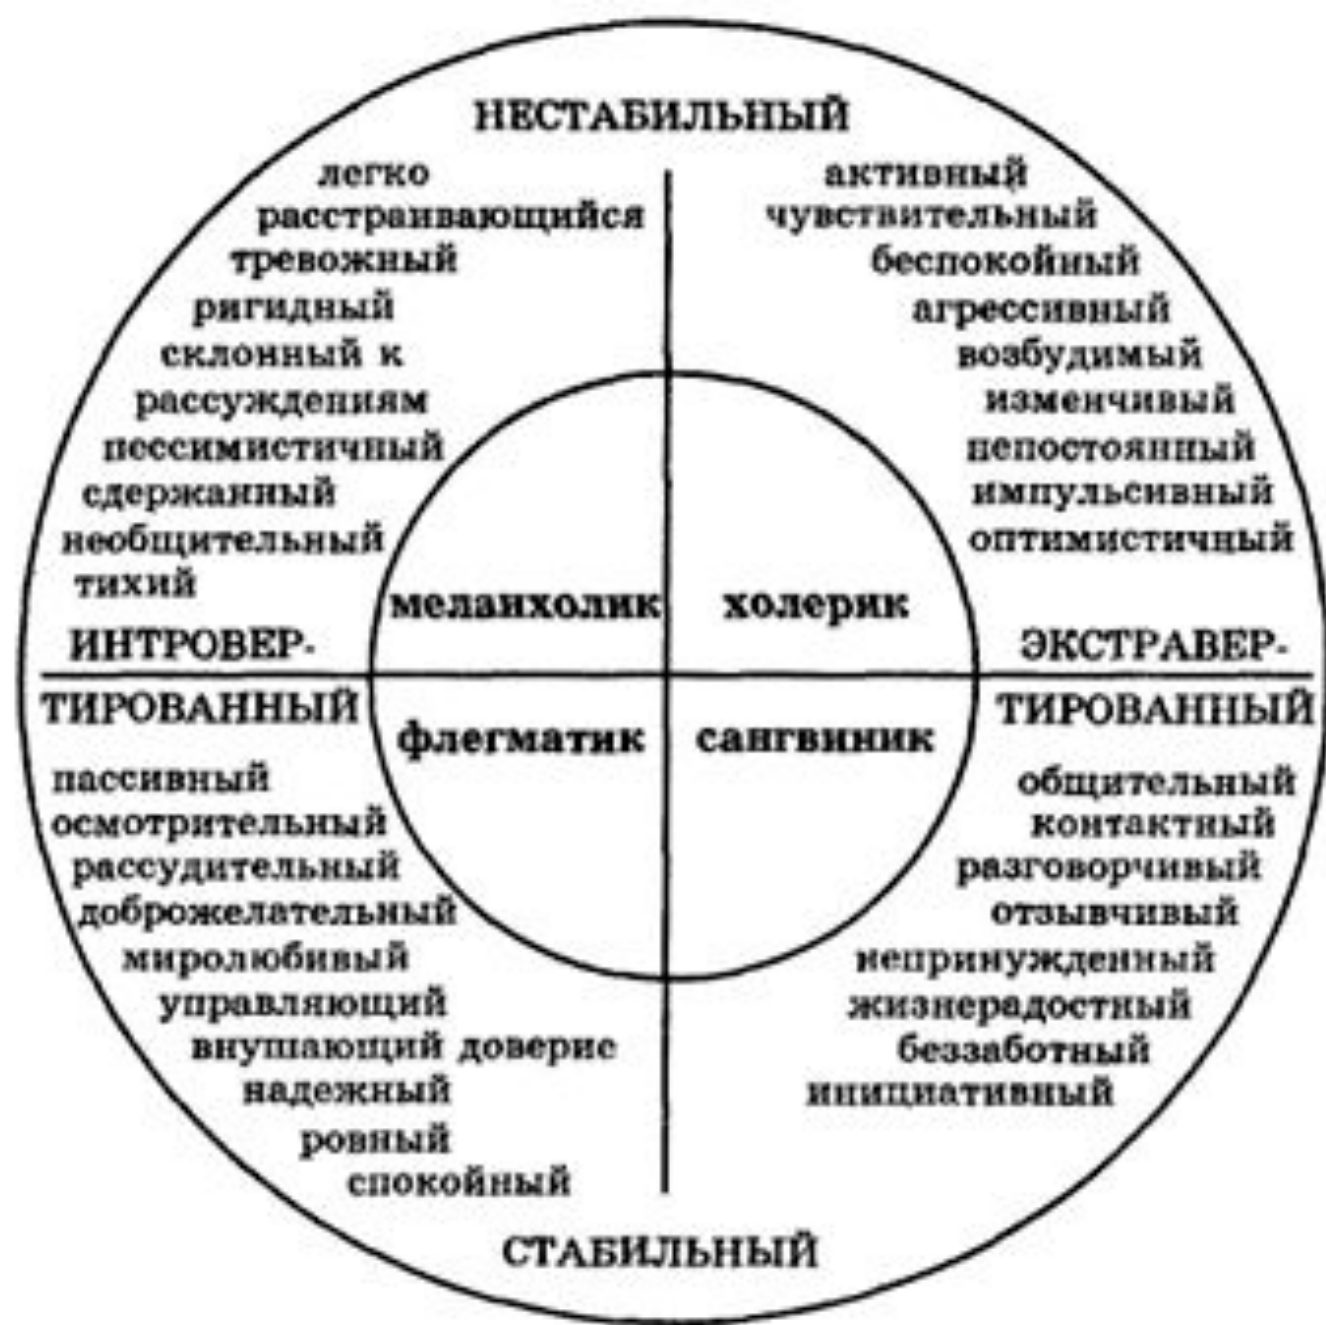 НЕСТАБИЛЬНЫЙ
легко
расстраивающийся
тревожный
ригидный
склонный к
рассуждениям
пессимистичный
сдержанный
необщительный
тихий
активный
чувствительный
беспокойный
агрессивный
возбудимый
изменчивый
непостоянный
импульсивный
оптимистичный
меланхолик
холерик
ИНТРОВЕР-
ТИРОВАННЫЙ
ЭКСТРАВЕР-
ТИРОВАННЫЙ
флегматик
сангвиник
пассивный
осмотрительный
рассудительный
доброжелательный
миролюбивый
управляющий
внушающий доверие
надежный
ровный
спокойный
общительный
контактный
разговорчивый
отзывчивый
непринужденный
жизнерадостный
беззаботный
инициативный
СТАБИЛЬНЫЙ